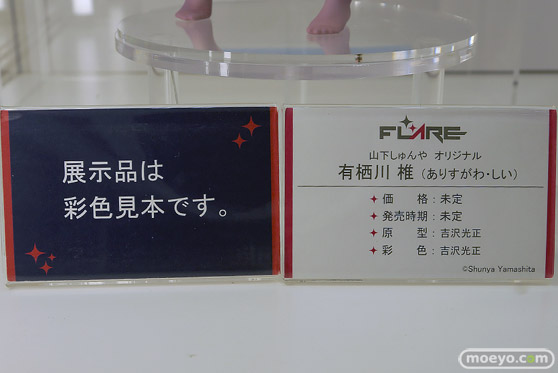 展示品は
彩色見本です。
FLARE
山下しゅんや オリジナル
有栖川 椎（ありすがわ・しい）
価格：未定
発売時期：未定
原型：吉沢光正
彩色：吉沢光正
©Shunya Yamashita
moeyo.com